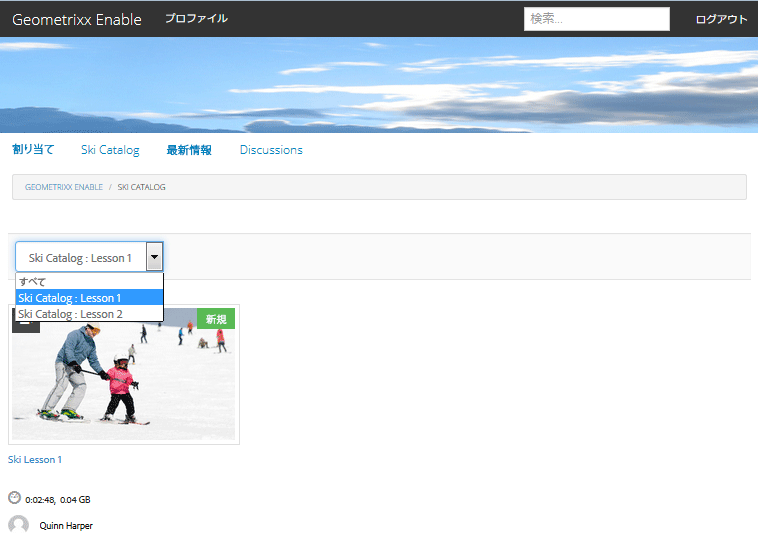 Geometrixx Enable プロファイル 検索... ログアウト
割り当て Ski Catalog 最新情報 Discussions
GEOMETRIXX ENABLE / SKI CATALOG
Ski Catalog : Lesson 1
すべて
Ski Catalog : Lesson 1
Ski Catalog : Lesson 2
新規
Ski Lesson 1
0:02:48, 0.04 GB
Quinn Harper